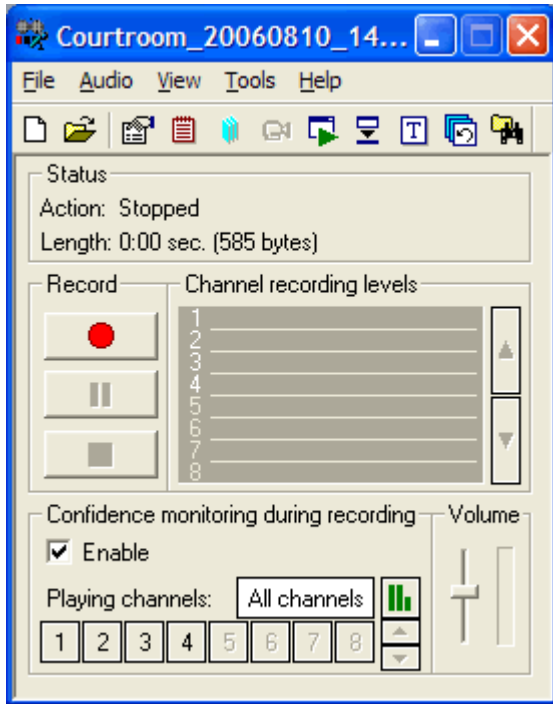 Courtroom_20060810_14...
File Audio View Tools Help
T
Status
Action: Stopped
Length: 0:00 sec. (585 bytes)
Record
Channel recording levels
1
2
3
4
5
6
7
8
Confidence monitoring during recording
Volume
Enable
Playing channels: All channels
1 2 3 4 5 6 7 8